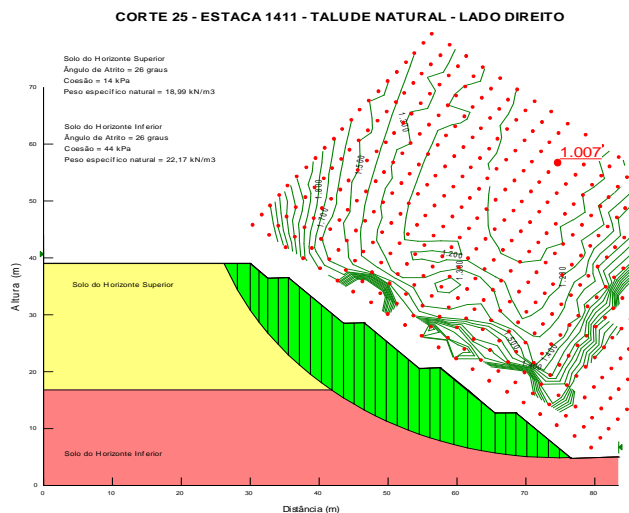 CORTE 25 - ESTACA 1411 - TALUDE NATURAL - LADO DIREITO
Solo do Horizonte Superior
Ângulo de Atrito = 26 graus
Coesão = 14 kPa
Peso específico natural = 18,99 kN/m3
Solo do Horizonte Inferior
Ângulo de Atrito = 26 graus
Coesão = 44 kPa
Peso específico natural = 22,17 kN/m3
1.007
1.200
Solo do Horizonte Superior
Solo do Horizonte Inferior
Altura (m)
70
60
50
40
30
20
10
0
0
10
20
30
40
50
60
70
80
Distância (m)